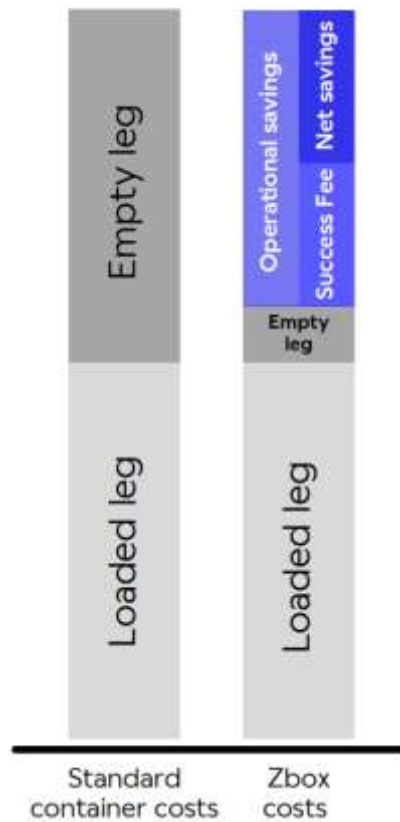 Empty leg
Loaded leg
Operational savings
Net savings
Success Fee
Empty
leg
Loaded leg
Standard
container costs
Zbox
costs